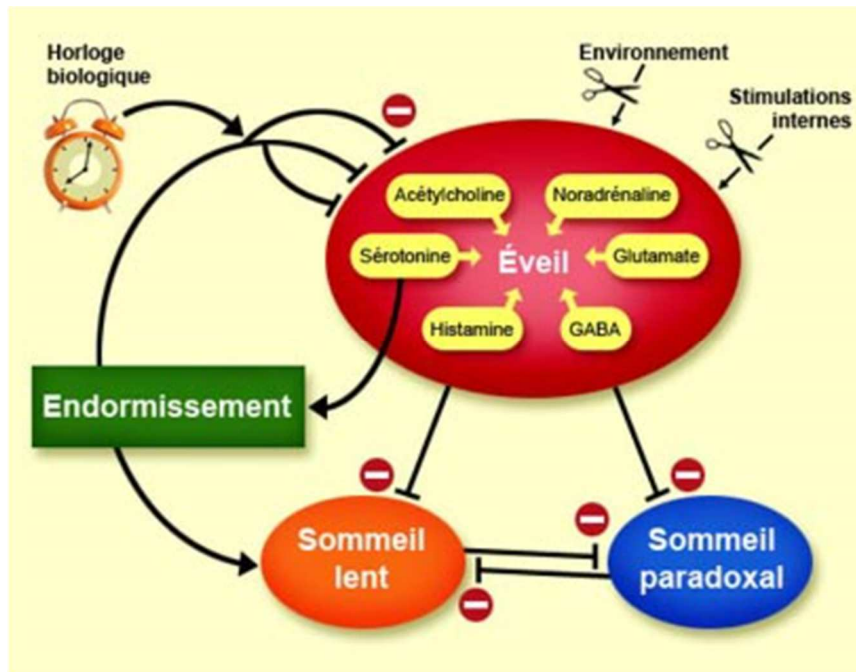 Horloge
biologique
Environnement
Stimulations
internes
Acétylcholine
Noradrénaline
Sérotonine
Éveil
Glutamate
Histamine
GABA
Endormissement
Sommeil
lent
Sommeil
paradoxal